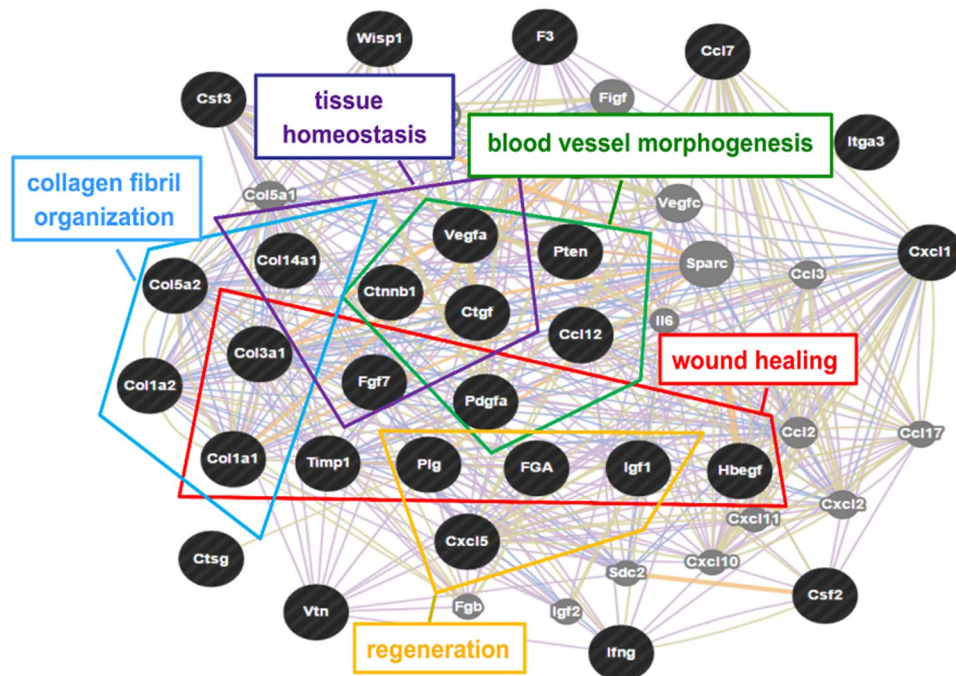 Wisp1
F3
Ccl7
Csf3
tissue
homeostasis
Figf
blood vessel morphogenesis
Itga3
collagen fibril
organization
Col5a1
Vegfc
Vegfa
Pten
Cxcl1
Col14a1
Sparc
Ccl3
Col5a2
Ctnnb1
Ctgf
Il6
Ccl12
Col3a1
wound healing
Col1a2
Fgf7
Pdgfa
Ccl2
Ccl17
Col1a1
Timp1
Plg
FGA
Igf1
Hbegf
Cxcl2
Cxcl11
Cxcl5
Ctsg
Cxcl10
Sdc2
Csf2
Vtn
Fgb
Igf2
regeneration
Ifng